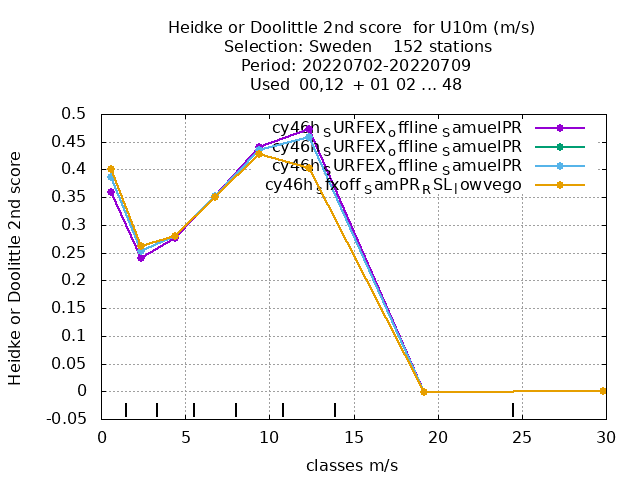 Heidke or Doolittle 2nd score  for U10m (m/s)
Selection: Sweden    152 stations
Period: 20220702-20220709
Used  00,12  + 01 02 ... 48
Heidke or Doolittle 2nd score
0.5
0.45
0.4
0.35
0.3
0.25
0.2
0.15
0.1
0.05
0
-0.05
cy46h_SURFEX_offline_SamuelPR
cy46h_SURFEX_offline_SamuelPR
cy46h_SURFEX_offline_SamuelPR
cy46h_sfxoff_SamPR_RSL_lowvego
0 5 10 15 20 25 30
classes m/s